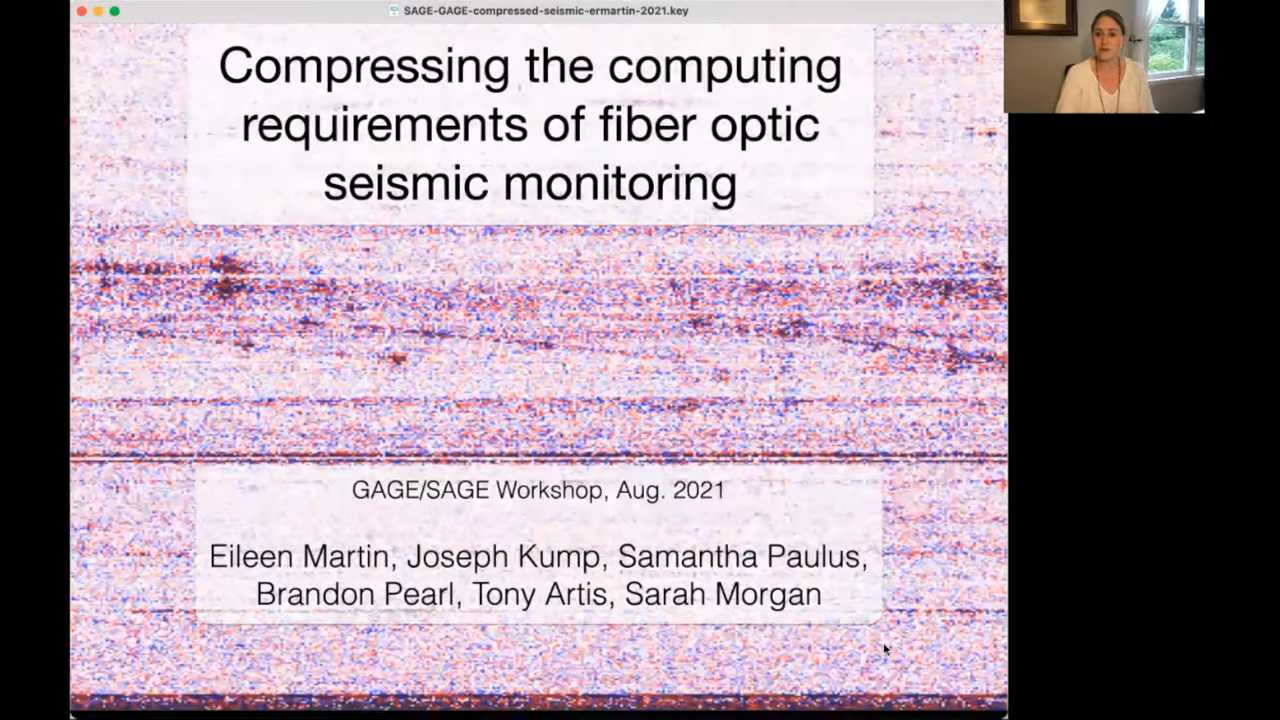 SAGE-GAGE-compressed-seismic-ermartin-2021.key
Compressing the computing
requirements of fiber optic
seismic monitoring
GAGE/SAGE Workshop, Aug. 2021
Eileen Martin, Joseph Kump, Samantha Paulus,
Brandon Pearl, Tony Artis, Sarah Morgan